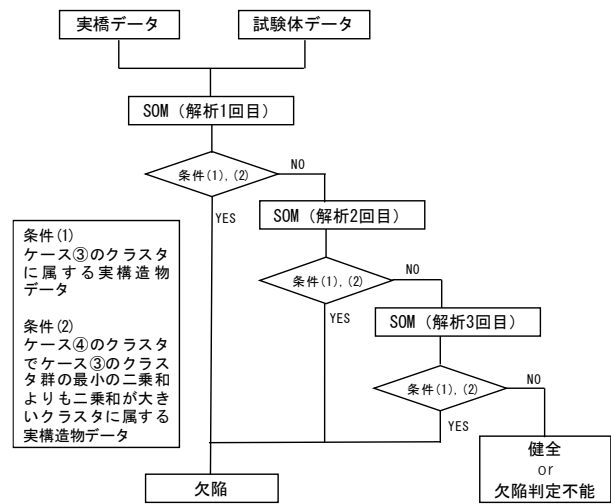 実橋データ
試験体データ
SOM（解析1回目）
条件(1),(2)
NO
YES
SOM（解析2回目）
条件(1),(2)
NO
YES
SOM（解析3回目）
条件(1),(2)
NO
YES
条件(1)
ケース③のクラスタ
に属する実構造物
データ
条件(2)
ケース④のクラスタ
でケース③のクラス
タ群の最小の二乗和
よりも二乗和が大き
いクラスタに属する
実構造物データ
欠陥
健全
or
欠陥判定不能